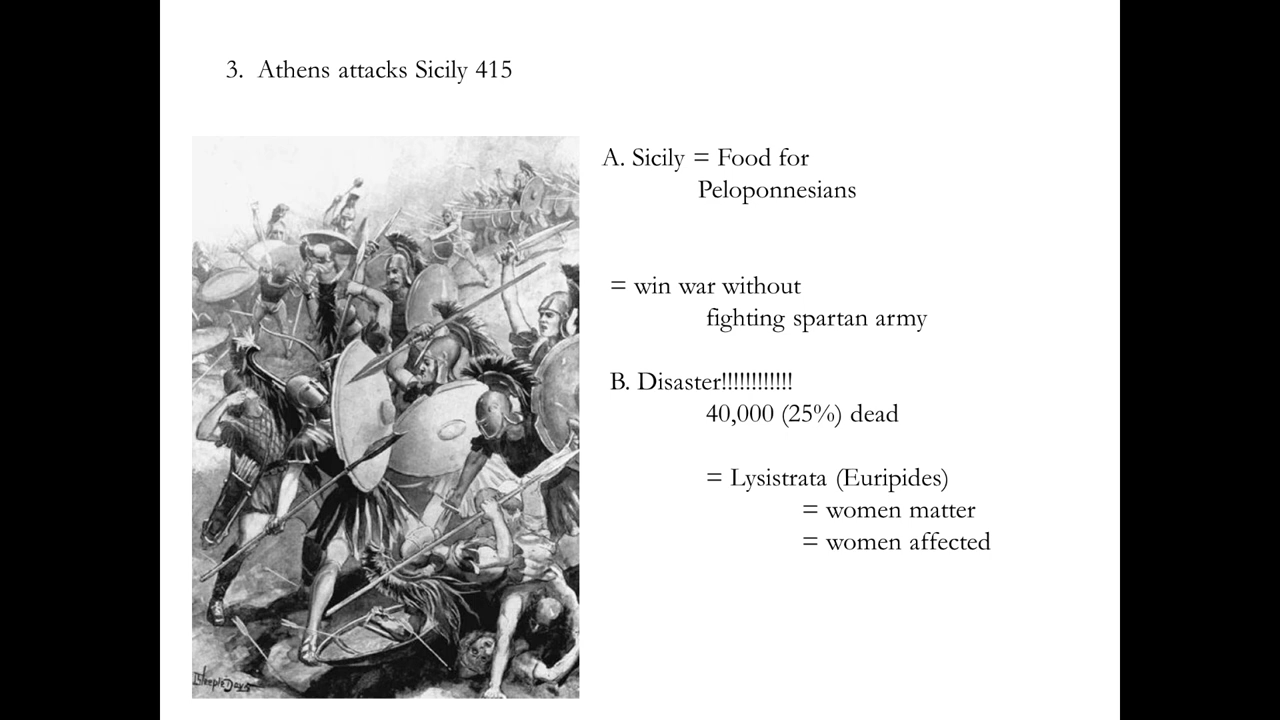 3. Athens attacks Sicily 415
A. Sicily = Food for
Peloponnesians
= win war without
fighting spartan army
B. Disaster!!!!!!!!!!!!
40,000 (25%) dead
= Lysistrata (Euripides)
= women matter
= women affected